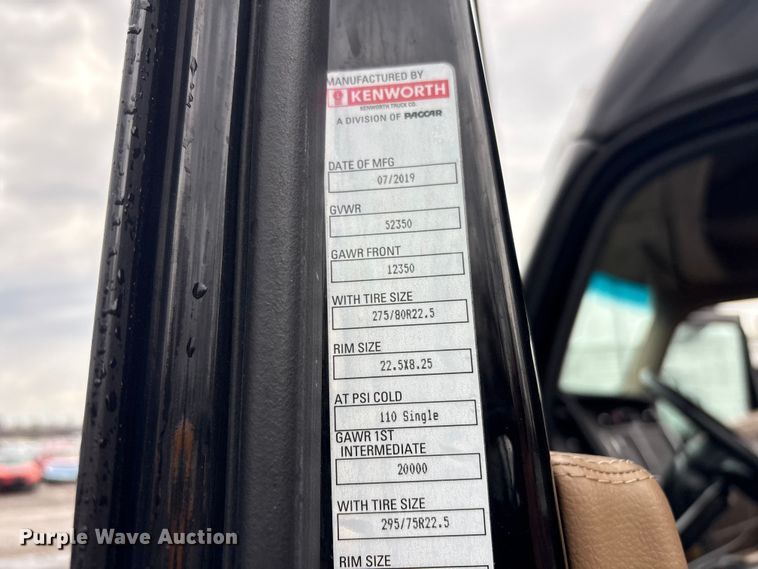 MANUFACTURED BY
KENWORTH
KENWORTH TRUCK CO.
A DIVISION OF PACCAR
DATE OF MFG
07/2019
GVWR
52350
GAWR FRONT
12350
WITH TIRE SIZE
275/80R22.5
RIM SIZE
22.5X8.25
AT PSI COLD
110 Single
GAWR 1ST
INTERMEDIATE
20000
WITH TIRE SIZE
295/75R22.5
RIM SIZE
Purple Wave Auction